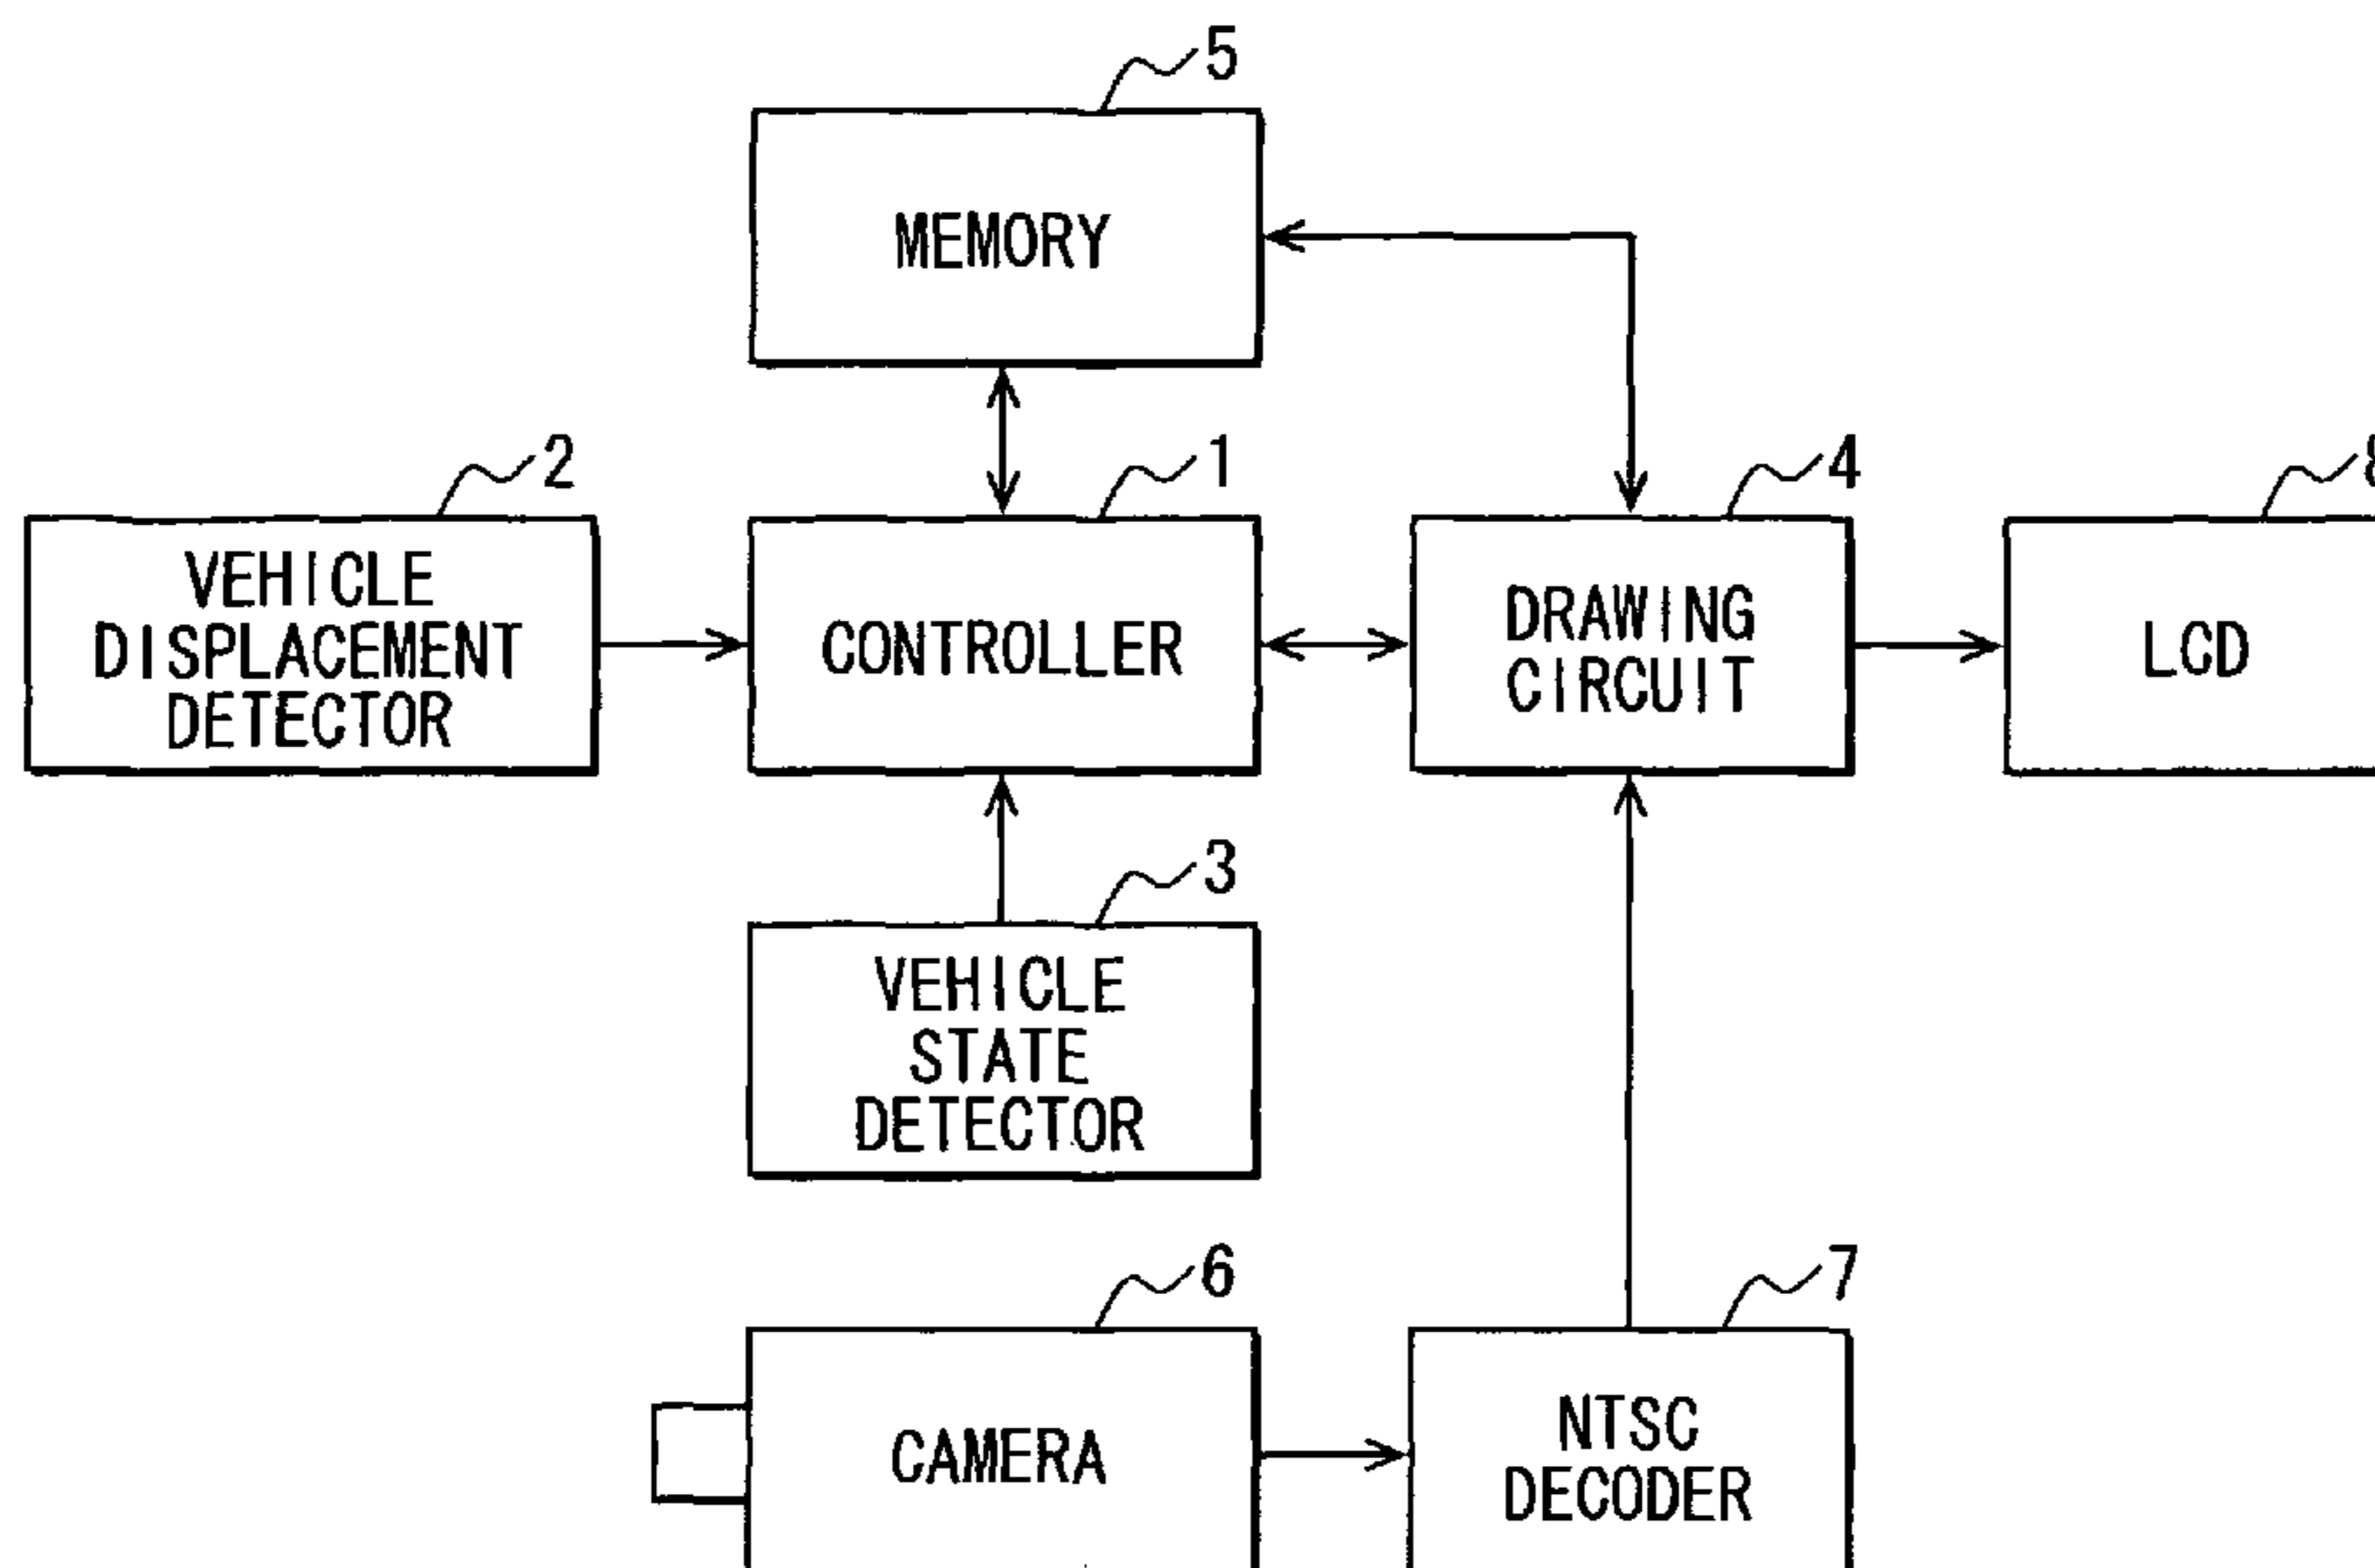 5
MEMORY
2
1
4
8
VEHICLE
DISPLACEMENT
DETECTOR
CONTROLLER
DRAWING
CIRCUIT
LCD
3
VEHICLE
STATE
DETECTOR
6
7
CAMERA
NTSC
DECODER